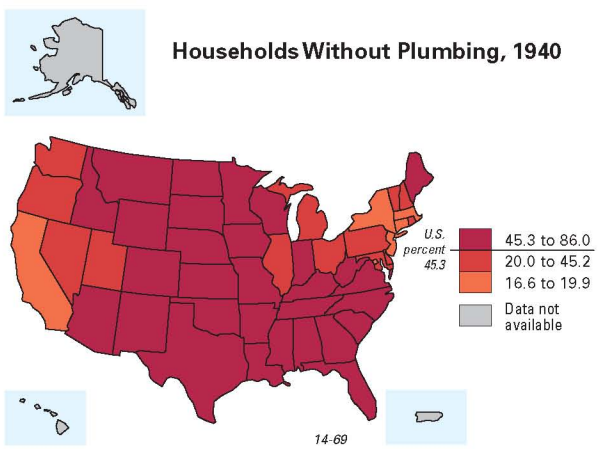 Households Without Plumbing, 1940
U.S.
percent
45.3
45.3 to 86.0
20.0 to 45.2
16.6 to 19.9
Data not
available
14-69